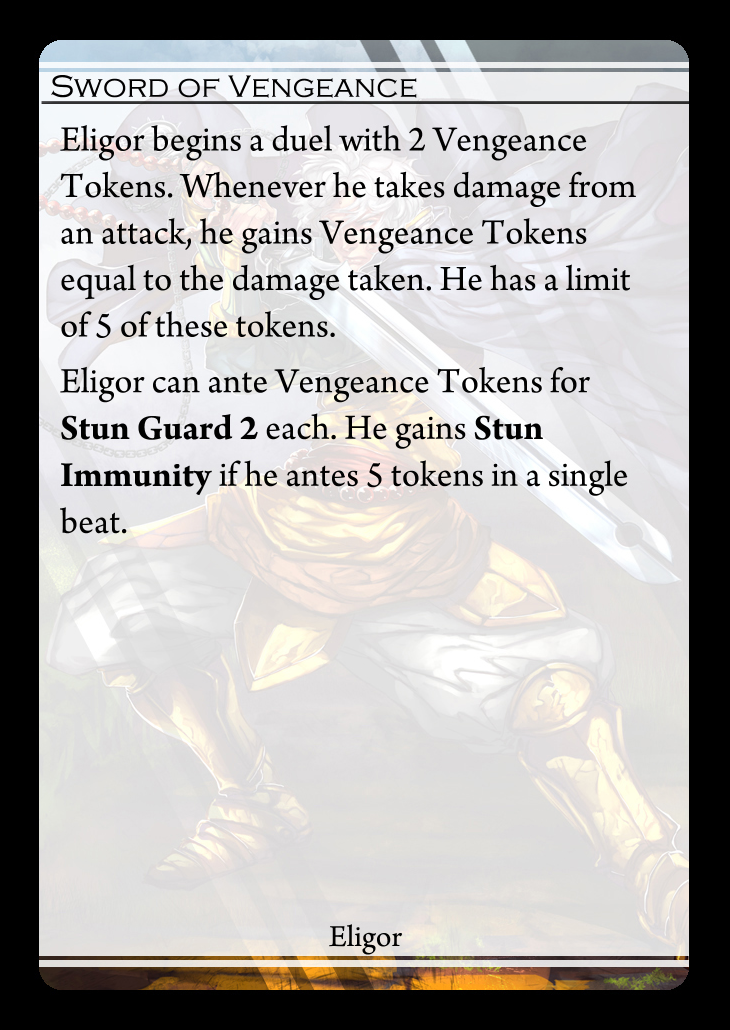 Sword of Vengeance
Eligor begins a duel with 2 Vengeance
Tokens. Whenever he takes damage from
an attack, he gains Vengeance Tokens
equal to the damage taken. He has a limit
of 5 of these tokens.
Eligor can ante Vengeance Tokens for
Stun Guard 2 each. He gains Stun
Immunity if he antes 5 tokens in a single
beat.
Eligor